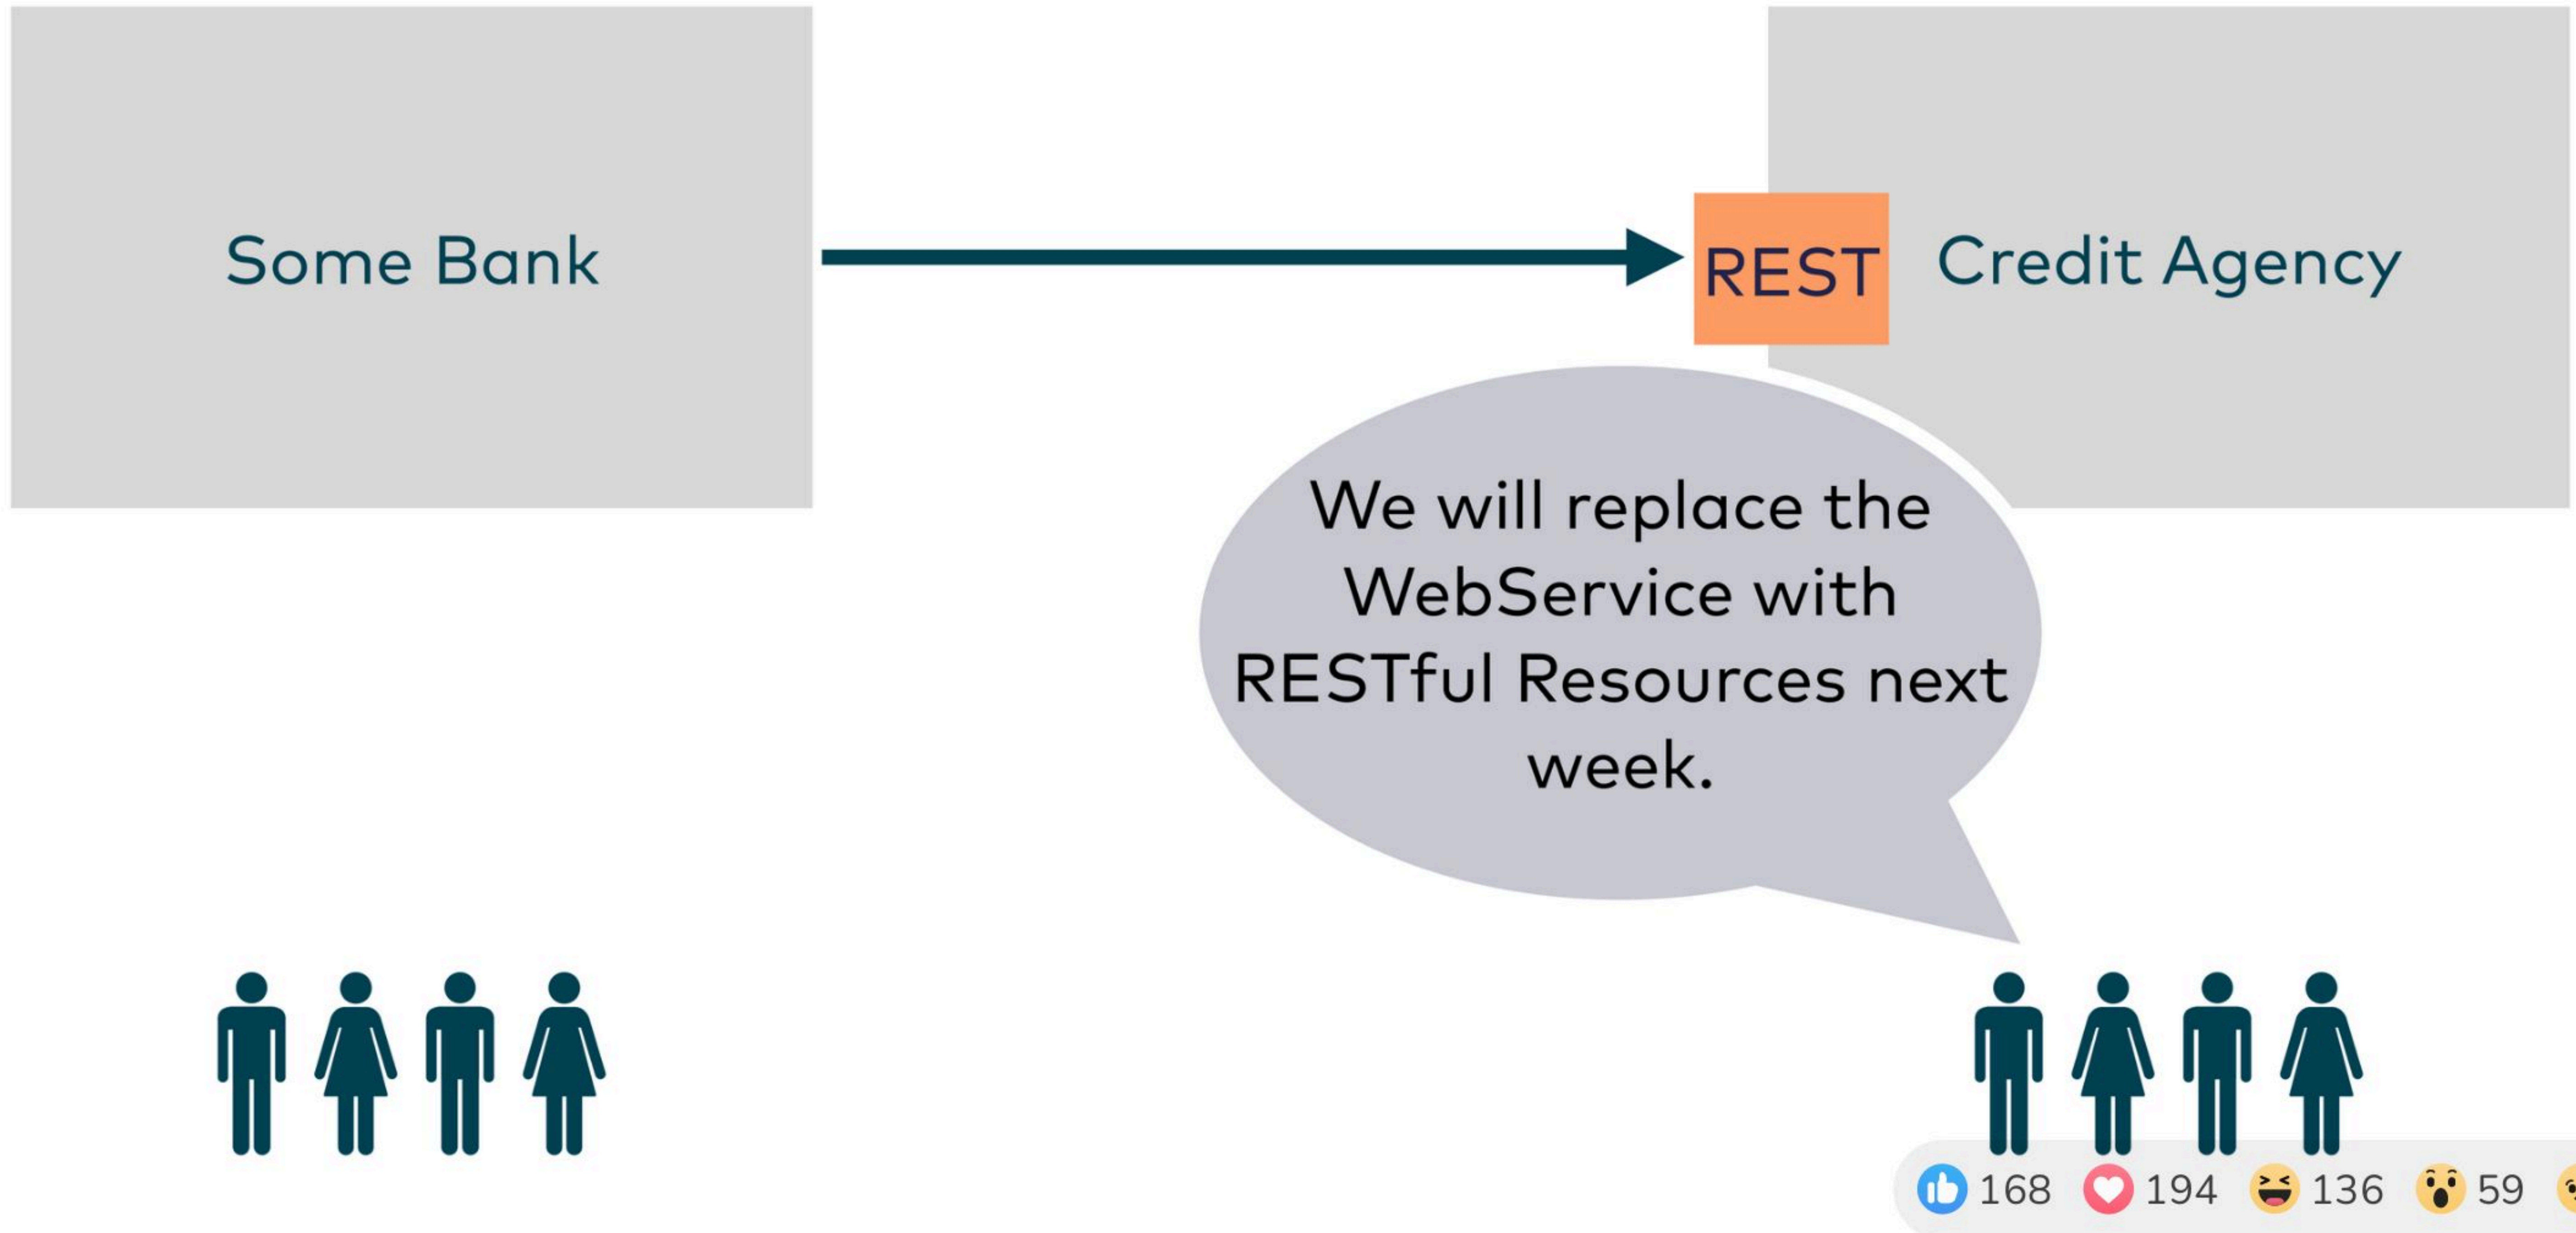 Some Bank
REST
Credit Agency
We will replace the
WebService with
RESTful Resources next
week.
168 194 136 59